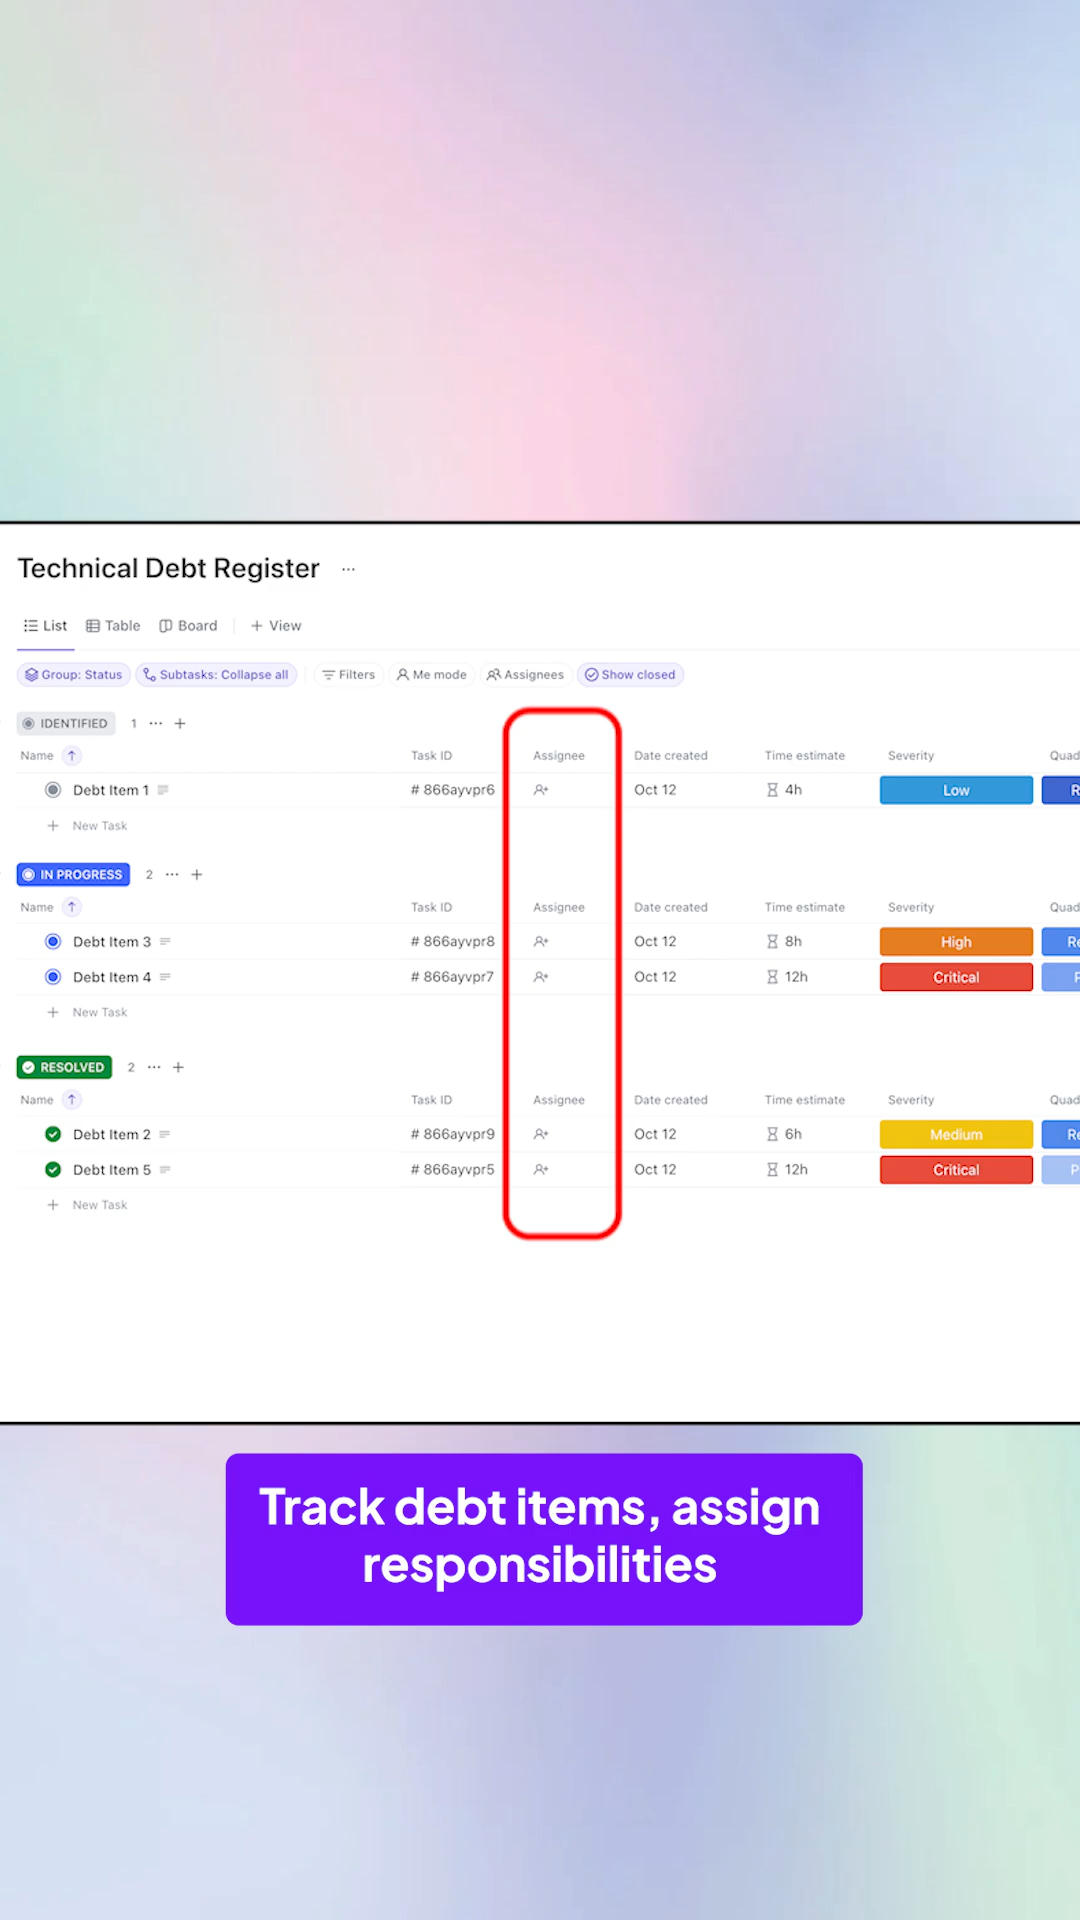 Technical Debt Register ...
List Table Board + View
Group: Status Subtasks: Collapse all Filters Me mode Assignees Show closed
IDENTIFIED 1 ... +
Name Task ID Assignee Date created Time estimate Severity Quad
Debt Item 1 # 866ayvpr6 Oct 12 4h Low R
+ New Task
IN PROGRESS 2 ... +
Name Task ID Assignee Date created Time estimate Severity Quad
Debt Item 3 # 866ayvpr8 Oct 12 8h High Re
Debt Item 4 # 866ayvpr7 Oct 12 12h Critical P
+ New Task
RESOLVED 2 ... +
Name Task ID Assignee Date created Time estimate Severity Quad
Debt Item 2 # 866ayvpr9 Oct 12 6h Medium Re
Debt Item 5 # 866ayvpr5 Oct 12 12h Critical P
+ New Task
Track debt items, assign
responsibilities